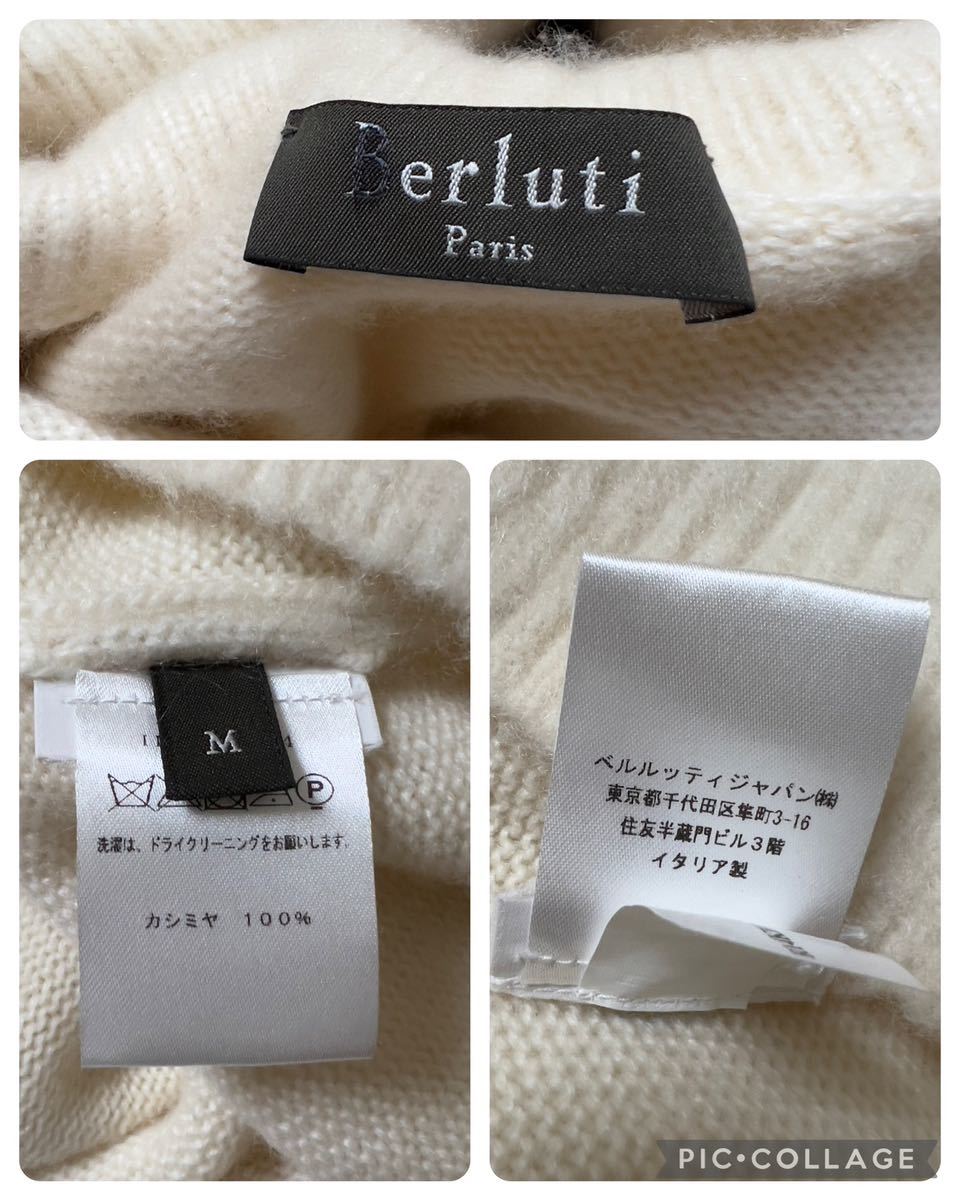 Berluti
Paris
M
P
洗濯は、ドライクリーニングをお願いします。
カシミヤ 100%
ベルルッティジャパン㈱
東京都千代田区隼町3-16
住友半蔵門ビル3階
イタリア製
PIC•COLLAGE